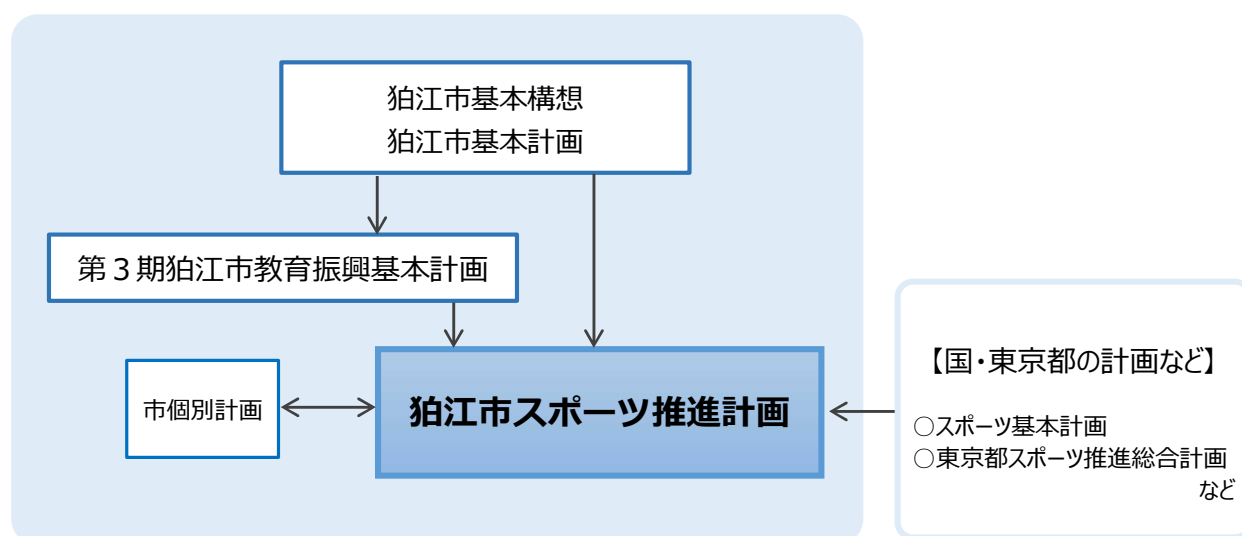 狛江市基本構想
狛江市基本計画
第３期狛江市教育振興基本計画
市個別計画
狛江市スポーツ推進計画
【国・東京都の計画など】
○スポーツ基本計画
○東京都スポーツ推進総合計画
など